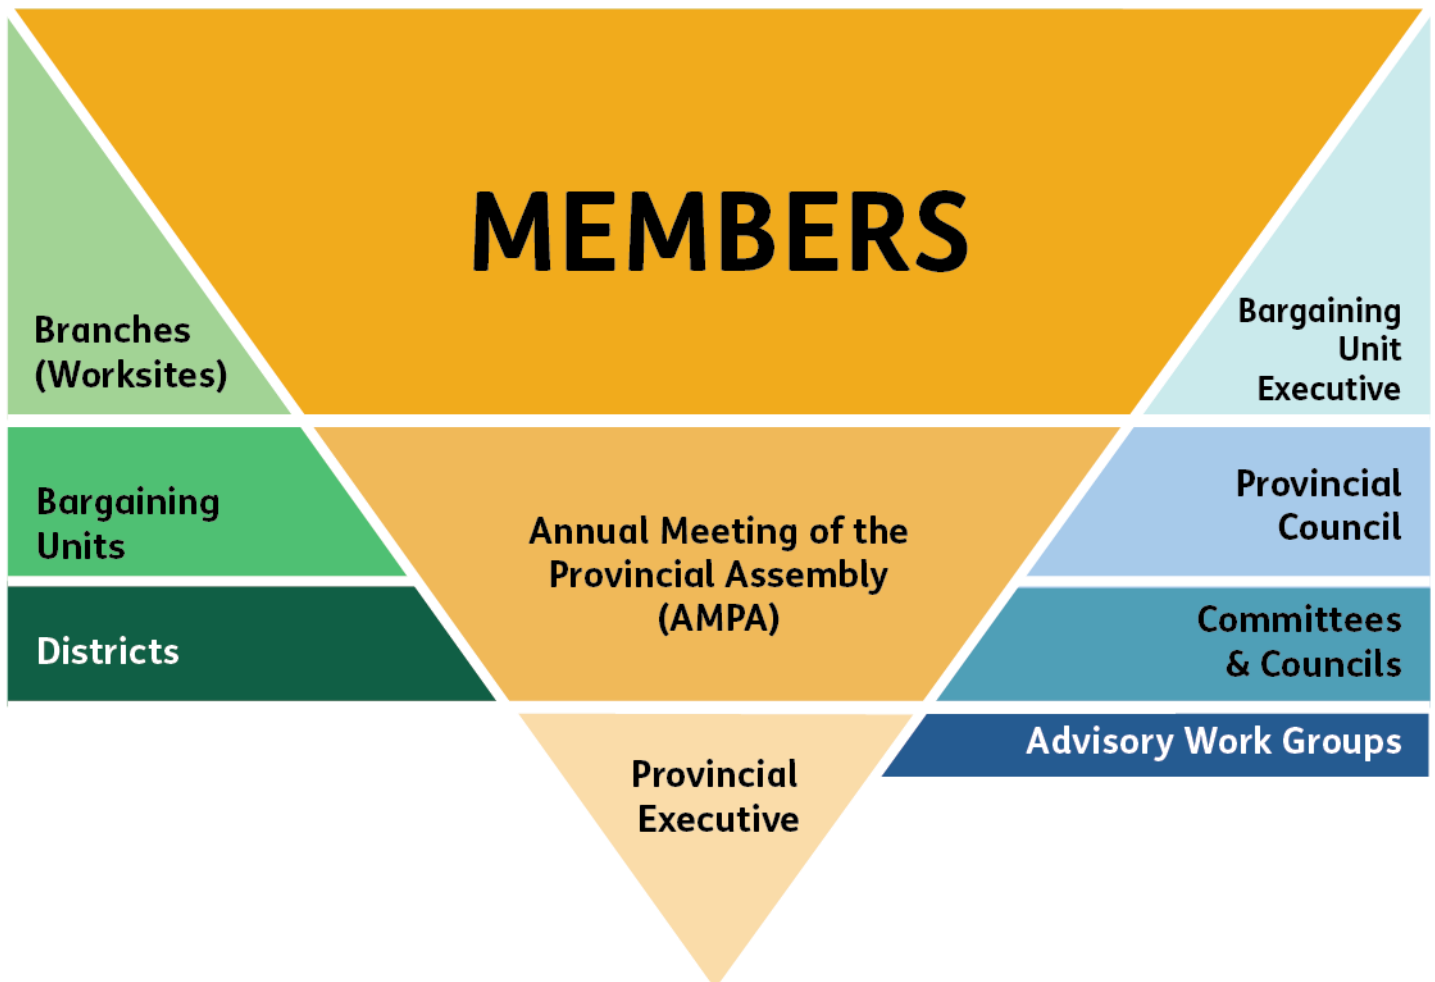 MEMBERS
Branches
(Worksites)
Bargaining
Unit
Executive
Bargaining
Units
Annual Meeting of the
Provincial Assembly
(AMPA)
Provincial
Council
Districts
Committees
& Councils
Provincial
Executive
Advisory Work Groups